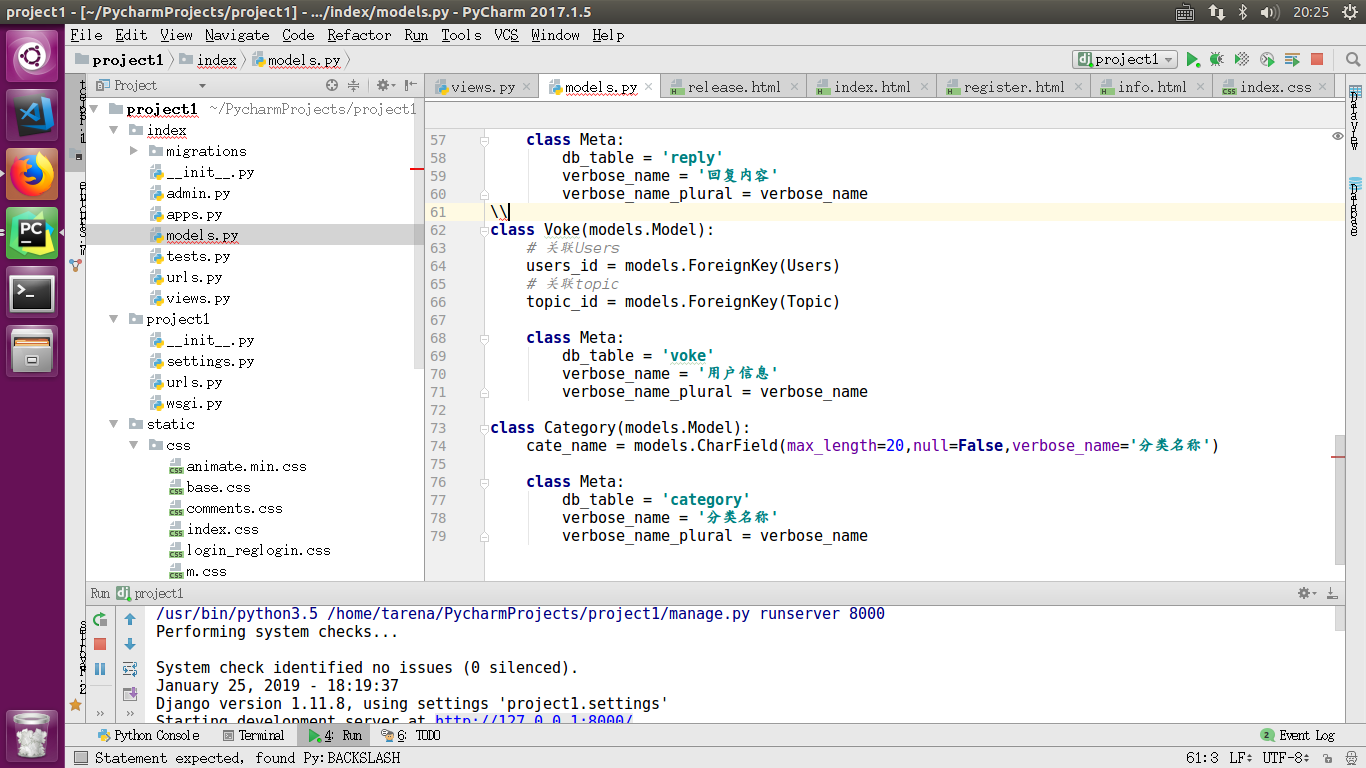 project1 - [~/PycharmProjects/project1] - .../index/models.py - PyCharm 2017.1.5
20:25
File Edit View Navigate Code Refactor Run Tools VCS Window Help
project1 index models.py
project1
Project
views.py models.py release.html index.html register.html info.html index.css
project1 ~/PycharmProjects/project1
index
migrations
__init__.py
admin.py
apps.py
models.py
tests.py
urls.py
views.py
project1
__init__.py
settings.py
urls.py
wsgi.py
static
css
animate.min.css
base.css
comments.css
index.css
login_reglogin.css
m.css
57 class Meta:
58 db_table = 'reply'
59 verbose_name = '回复内容'
60 verbose_name_plural = verbose_name
61 \\
62 class Voke(models.Model):
63 # 关联Users
64 users_id = models.ForeignKey(Users)
65 # 关联topic
66 topic_id = models.ForeignKey(Topic)
67
68 class Meta:
69 db_table = 'voke'
70 verbose_name = '用户信息'
71 verbose_name_plural = verbose_name
72
73 class Category(models.Model):
74 cate_name = models.CharField(max_length=20,null=False,verbose_name='分类名称')
75
76 class Meta:
77 db_table = 'category'
78 verbose_name = '分类名称'
79 verbose_name_plural = verbose_name
Run project1
/usr/bin/python3.5 /home/tarena/PycharmProjects/project1/manage.py runserver 8000
Performing system checks...
System check identified no issues (0 silenced).
January 25, 2019 - 18:19:37
Django version 1.11.8, using settings 'project1.settings'
Starting development server at http://127.0.0.1:8000/
Python Console Terminal 4: Run 6: TODO
2 Event Log
Statement expected, found Py:BACKSLASH
61:3 LF UTF-8